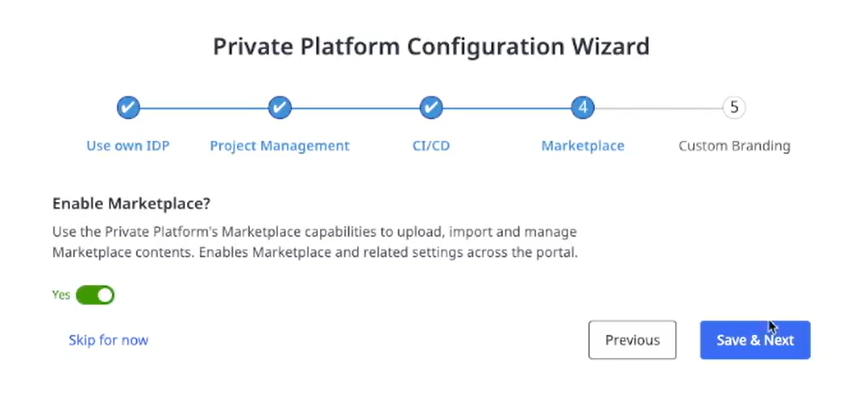 Private Platform Configuration Wizard
4
5
Use own IDP
Project Management
CI/CD
Marketplace
Custom Branding
Enable Marketplace?
Use the Private Platform's Marketplace capabilities to upload, import and manage
Marketplace contents. Enables Marketplace and related settings across the portal.
Yes
Skip for now
Previous
Save & Next